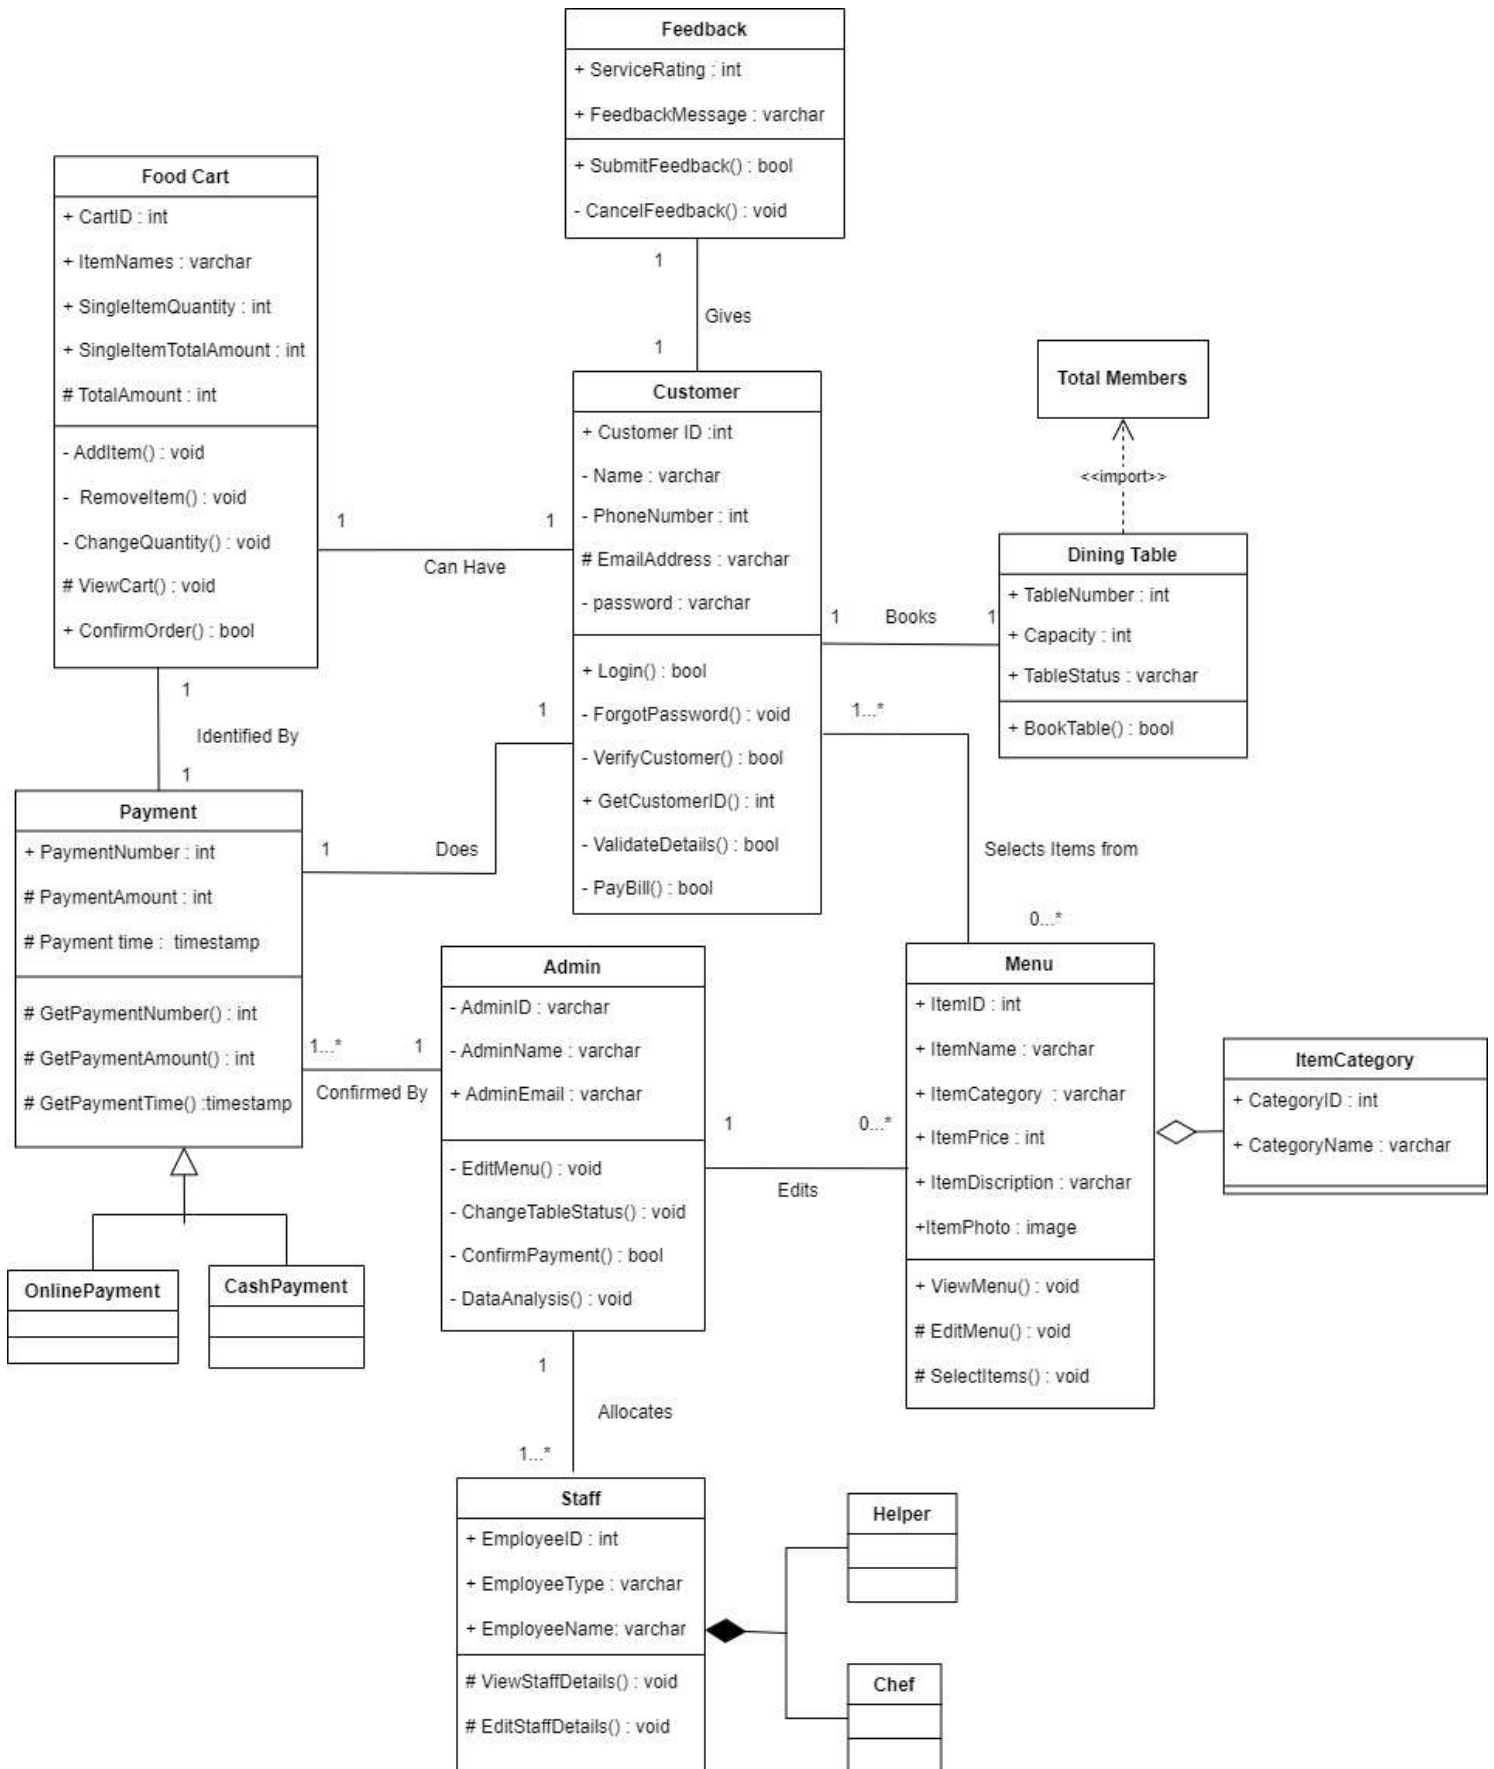 Feedback
+ ServiceRating : int
+ FeedbackMessage : varchar
+ SubmitFeedback() : bool
- CancelFeedback() : void
1
Gives
1
Food Cart
+ CartID : int
+ ItemNames : varchar
+ SingleItemQuantity : int
+ SingleItemTotalAmount : int
# TotalAmount : int
- AddItem() : void
- RemoveItem() : void
- ChangeQuantity() : void
# ViewCart() : void
+ ConfirmOrder() : bool
1
1
Can Have
Customer
+ Customer ID :int
- Name : varchar
- PhoneNumber : int
# EmailAddress : varchar
- password : varchar
+ Login() : bool
- ForgotPassword() : void
- VerifyCustomer() : bool
+ GetCustomerID() : int
- ValidateDetails() : bool
- PayBill() : bool
Total Members
<<import>>
Dining Table
+ TableNumber : int
+ Capacity : int
+ TableStatus : varchar
+ BookTable() : bool
1
Books
1
1
Identified By
1
1
1...*
Selects Items from
0...*
Payment
+ PaymentNumber : int
# PaymentAmount : int
# Payment time : timestamp
# GetPaymentNumber() : int
# GetPaymentAmount() : int
# GetPaymentTime() :timestamp
1
Does
1...*
1
Confirmed By
OnlinePayment
CashPayment
Admin
- AdminID : varchar
- AdminName : varchar
+ AdminEmail : varchar
- EditMenu() : void
- ChangeTableStatus() : void
- ConfirmPayment() : bool
- DataAnalysis() : void
1
0...*
Edits
Menu
+ ItemID : int
+ ItemName : varchar
+ ItemCategory : varchar
+ ItemPrice : int
+ ItemDiscription : varchar
+ItemPhoto : image
+ ViewMenu() : void
# EditMenu() : void
# SelectItems() : void
ItemCategory
+ CategoryID : int
+ CategoryName : varchar
1
Allocates
1...*
Staff
+ EmployeeID : int
+ EmployeeType : varchar
+ EmployeeName: varchar
# ViewStaffDetails() : void
# EditStaffDetails() : void
Helper
Chef